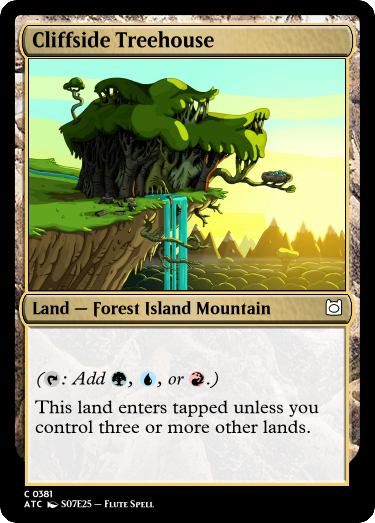 Cliffside Treehouse
Land — Forest Island Mountain
(: Add , , or .)
This land enters tapped unless you
control three or more other lands.
C 0381
ATC S07E25 — Flute Spell